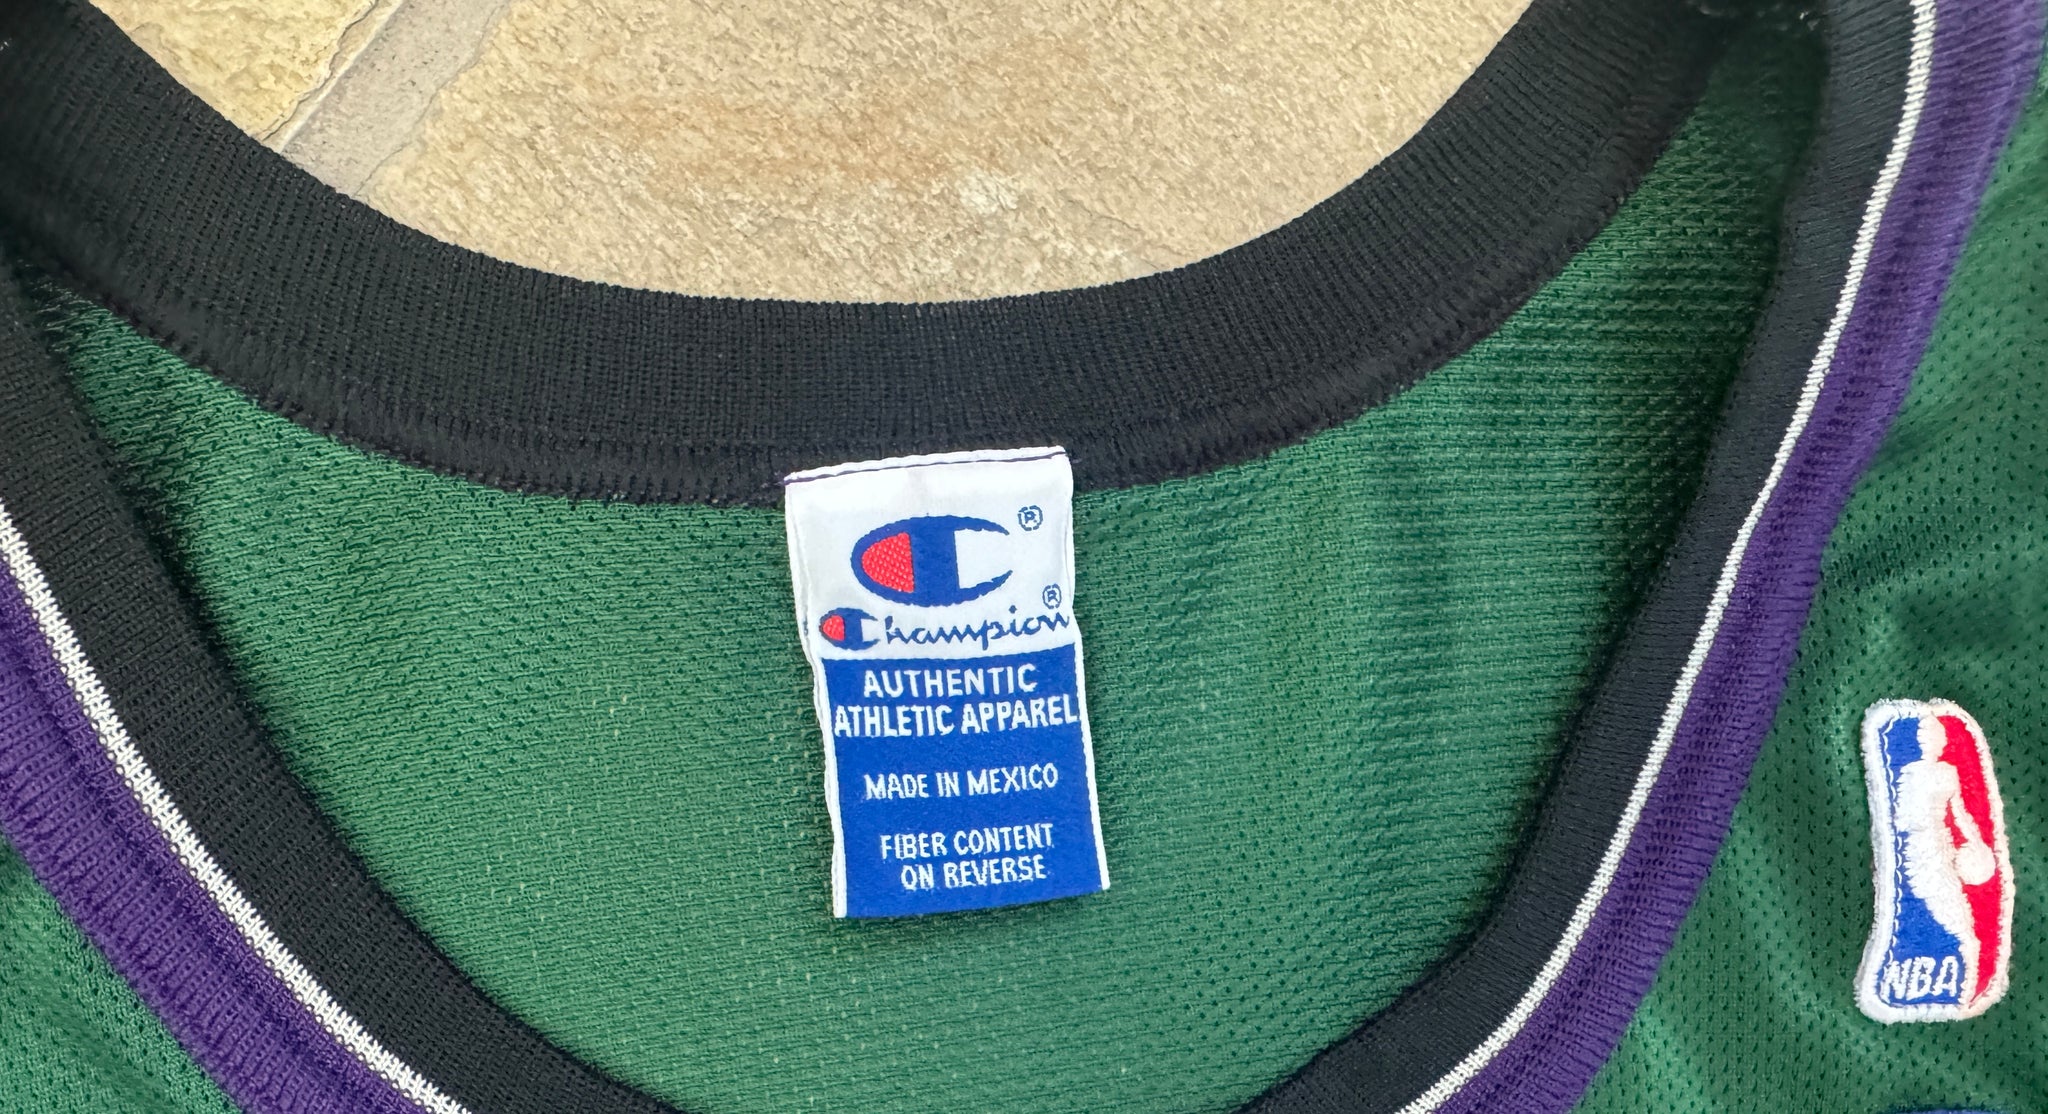 ®
Champion®
AUTHENTIC
ATHLETIC APPAREL
MADE IN MEXICO
FIBER CONTENT
ON REVERSE
NBA